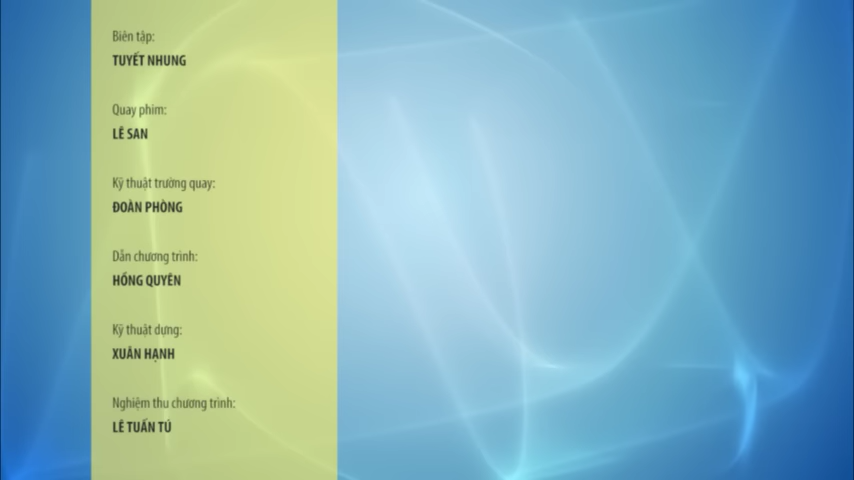 Biên tập:
TUYẾT NHUNG
Quay phim:
LÊ SAN
Kỹ thuật trường quay:
ĐOÀN PHÒNG
Dẫn chương trình:
HỒNG QUYÊN
Kỹ thuật dựng:
XUÂN HẠNH
Nghiệm thu chương trình:
LÊ TUẤN TÚ